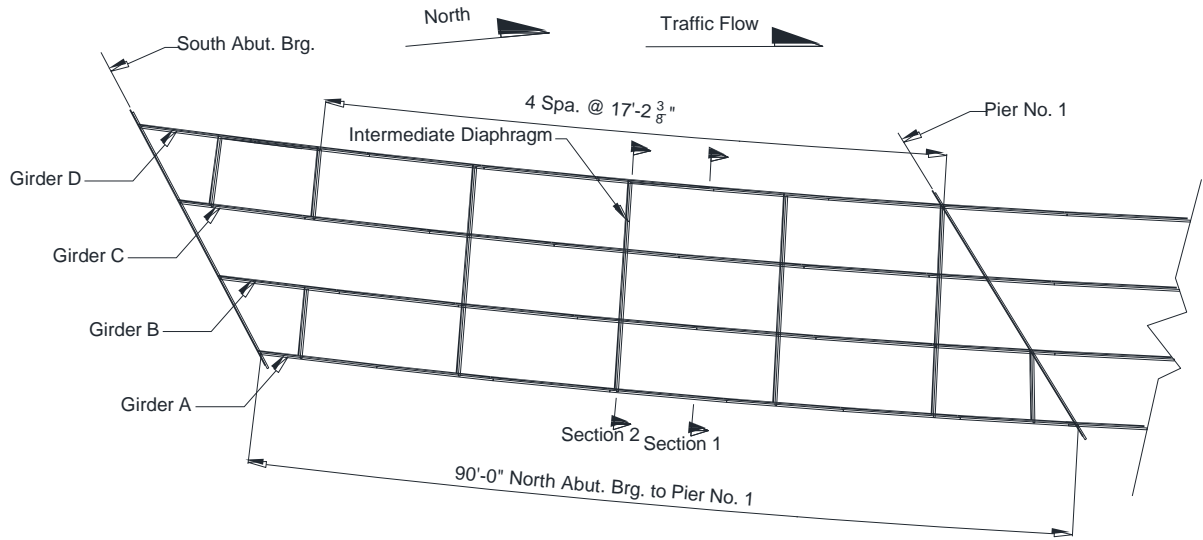 North
Traffic Flow
South Abut. Brg.
4 Spa. @ 17'-2 3/8"
Pier No. 1
Intermediate Diaphragm
Girder D
Girder C
Girder B
Girder A
Section 2
Section 1
90'-0" North Abut. Brg. to Pier No. 1